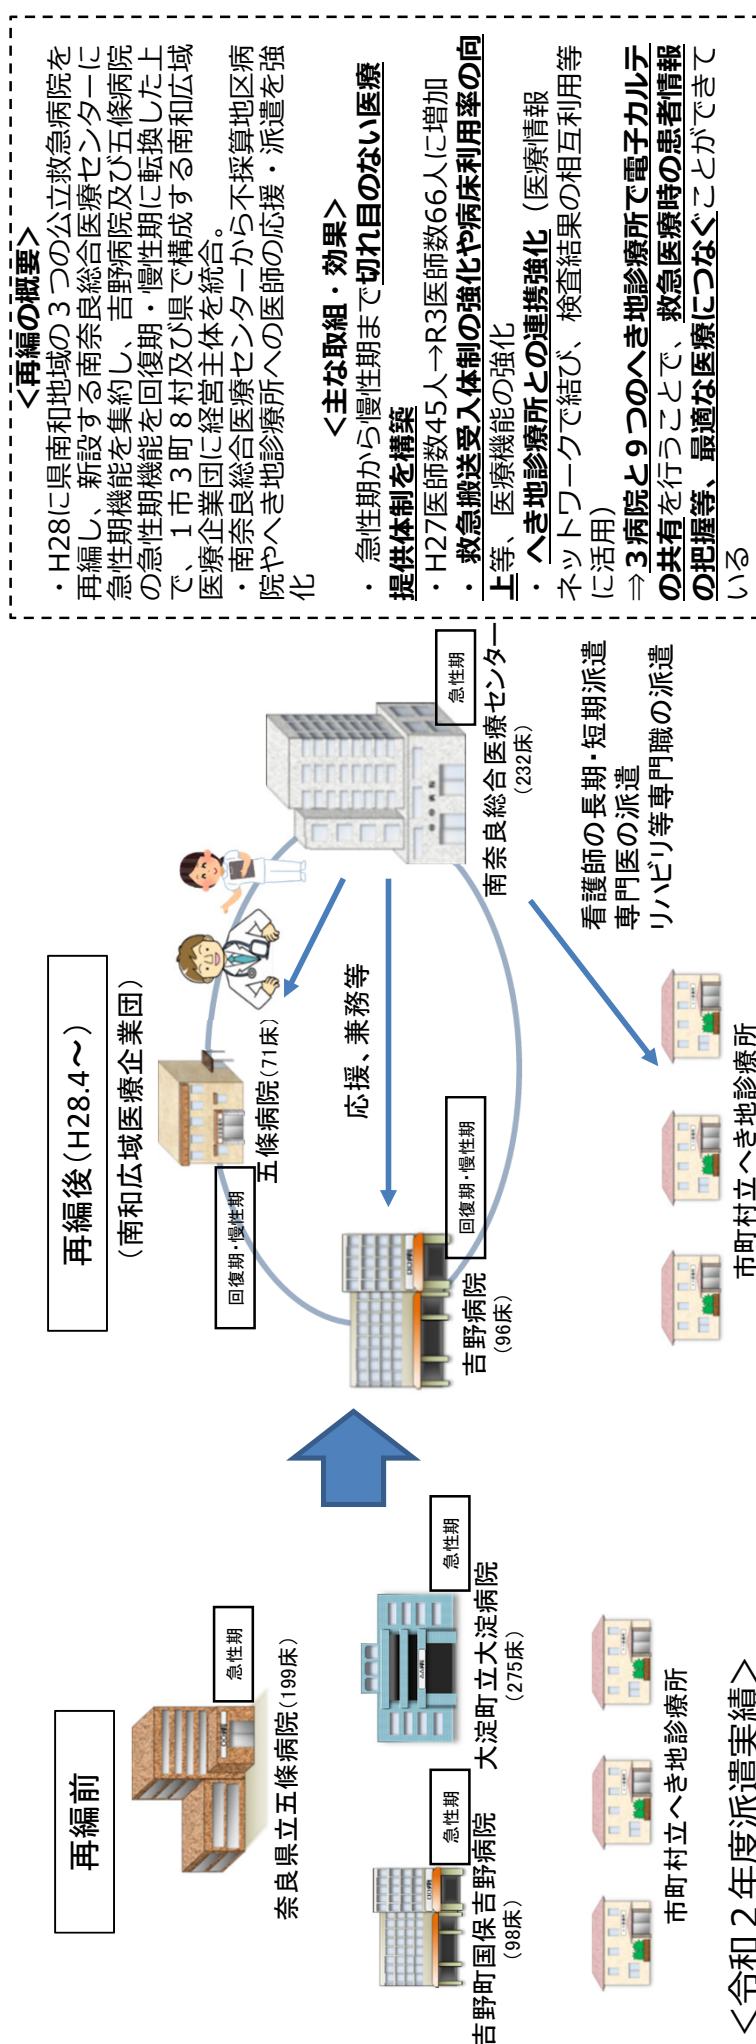 再編前
奈良県立五條病院(199床)
急性期
吉野町国保吉野病院
(98床)
急性期
大淀町立大淀病院
(275床)
急性期
市町村立へき地診療所
<令和2年度派遣実績>
再編後(H28.4~)
(南和広域医療企業団)
回復期・慢性期
五條病院(71床)
応援、兼務等
吉野病院
(96床)
回復期・慢性期
急性期
南奈良総合医療センター
(232床)
看護師の長期・短期派遣
専門医の派遣
リハビリ等専門職の派遣
市町村立へき地診療所
<再編の概要>
・H28に県南和地域の3つの公立救急病院を
再編し、新設する南奈良総合医療センターに
急性期機能を集約し、吉野病院及び五條病院
の急性期機能を回復期・慢性期に転換した上
で、1市3町8村及び県で構成する南和広域
医療企業団に経営主体を統合。
・南奈良総合医療センターから不採算地区病
院やへき地診療所への医師の応援・派遣を強
化
<主な取組・効果>
・ 急性期から慢性期まで切れ目のない医療
提供体制を構築
・H27医師数45人→R3医師数66人に増加
・ 救急搬送受入体制の強化や病床利用率の向
上等、医療機能の強化
・ へき地診療所との連携強化(医療情報
ネットワークで結び、検査結果の相互利用等
に活用)
⇒3病院と9つのへき地診療所で電子カルテ
の共有を行うことで、救急医療時の患者情報
の把握等、最適な医療につなぐことができて
いる